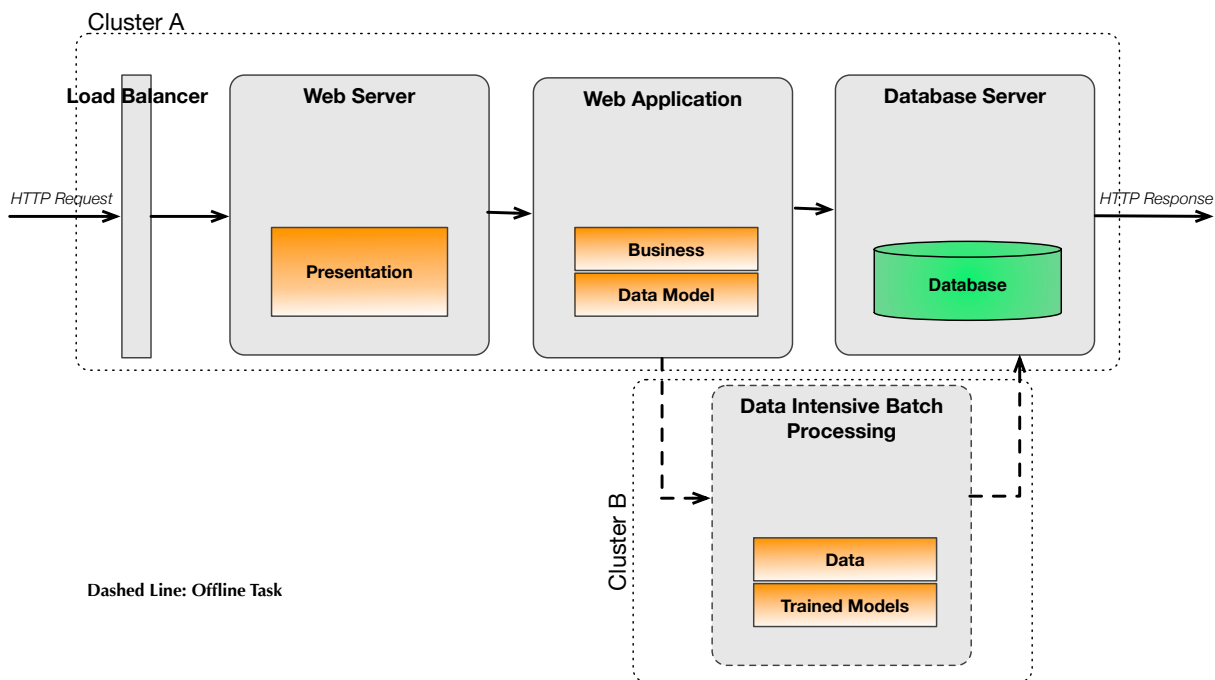 Cluster A
Load Balancer
Web Server
Web Application
Database Server
HTTP Request
HTTP Response
Presentation
Business
Data Model
Database
Data Intensive Batch
Processing
Cluster B
Data
Trained Models
Dashed Line: Offline Task